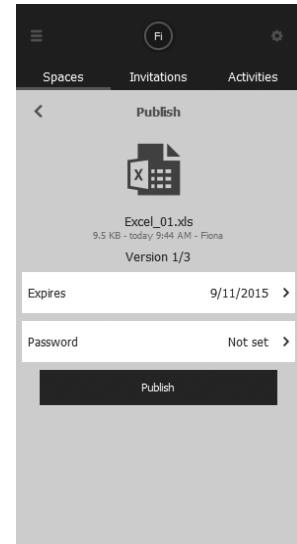 Fi
Spaces Invitations Activities
Publish
X
Excel_01.xls
9.5 KB - today 9:44 AM - Fiona
Version 1/3
Expires 9/11/2015
Password Not set
Publish